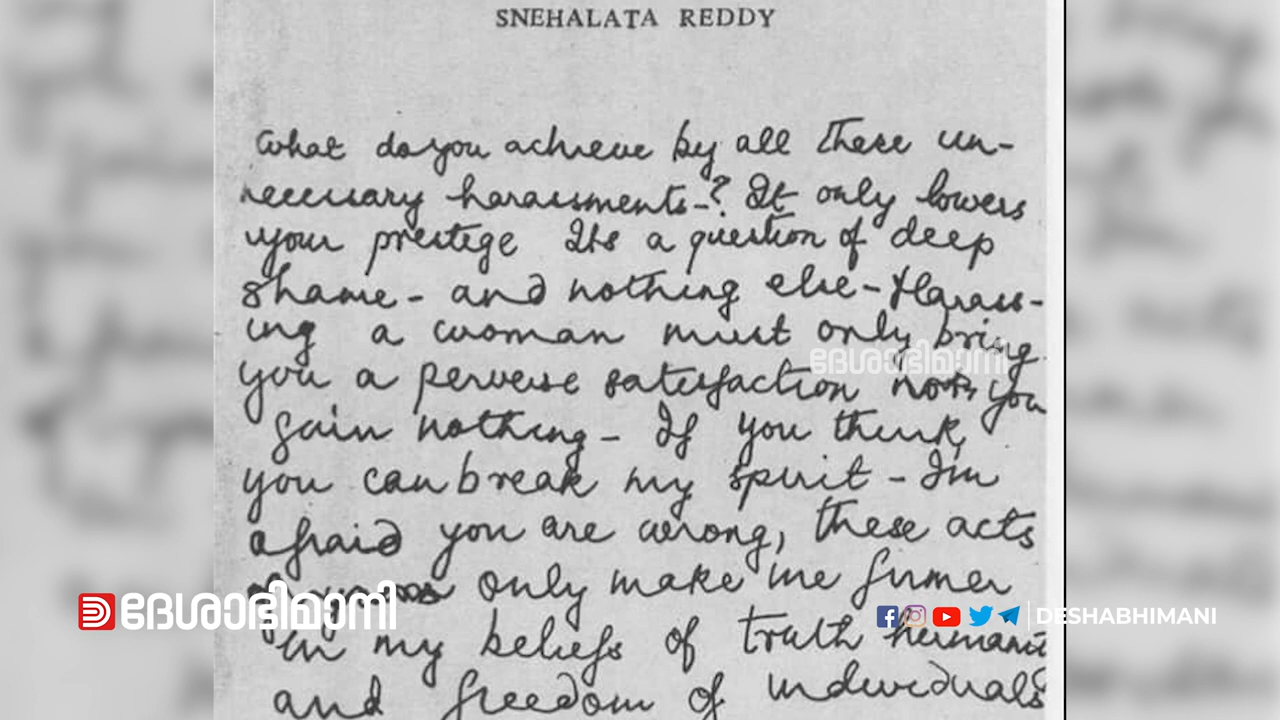 SNEHALATA REDDY
What do you achieve by all these un-
necessary harassments-? It only lowers
your prestige Its a question of deep
shame - and nothing else - Harass-
ing a woman must only bring
ദേശാഭിമാനി
you a perverse satisfaction you
gain nothing - If you think
you can break my spirit - I'm
afraid you are wrong, these acts
only make me firmer
ദേശാഭിമാനി
DESHABHIMANI
in my beliefs of truth
and freedom of individuals